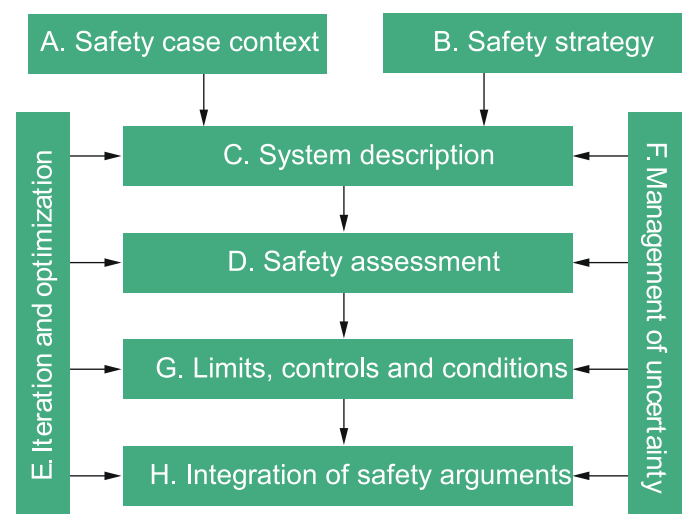 A. Safety case context
B. Safety strategy
C. System description
D. Safety assessment
E. Iteration and optimization
F. Management of uncertainty
G. Limits, controls and conditions
H. Integration of safety arguments